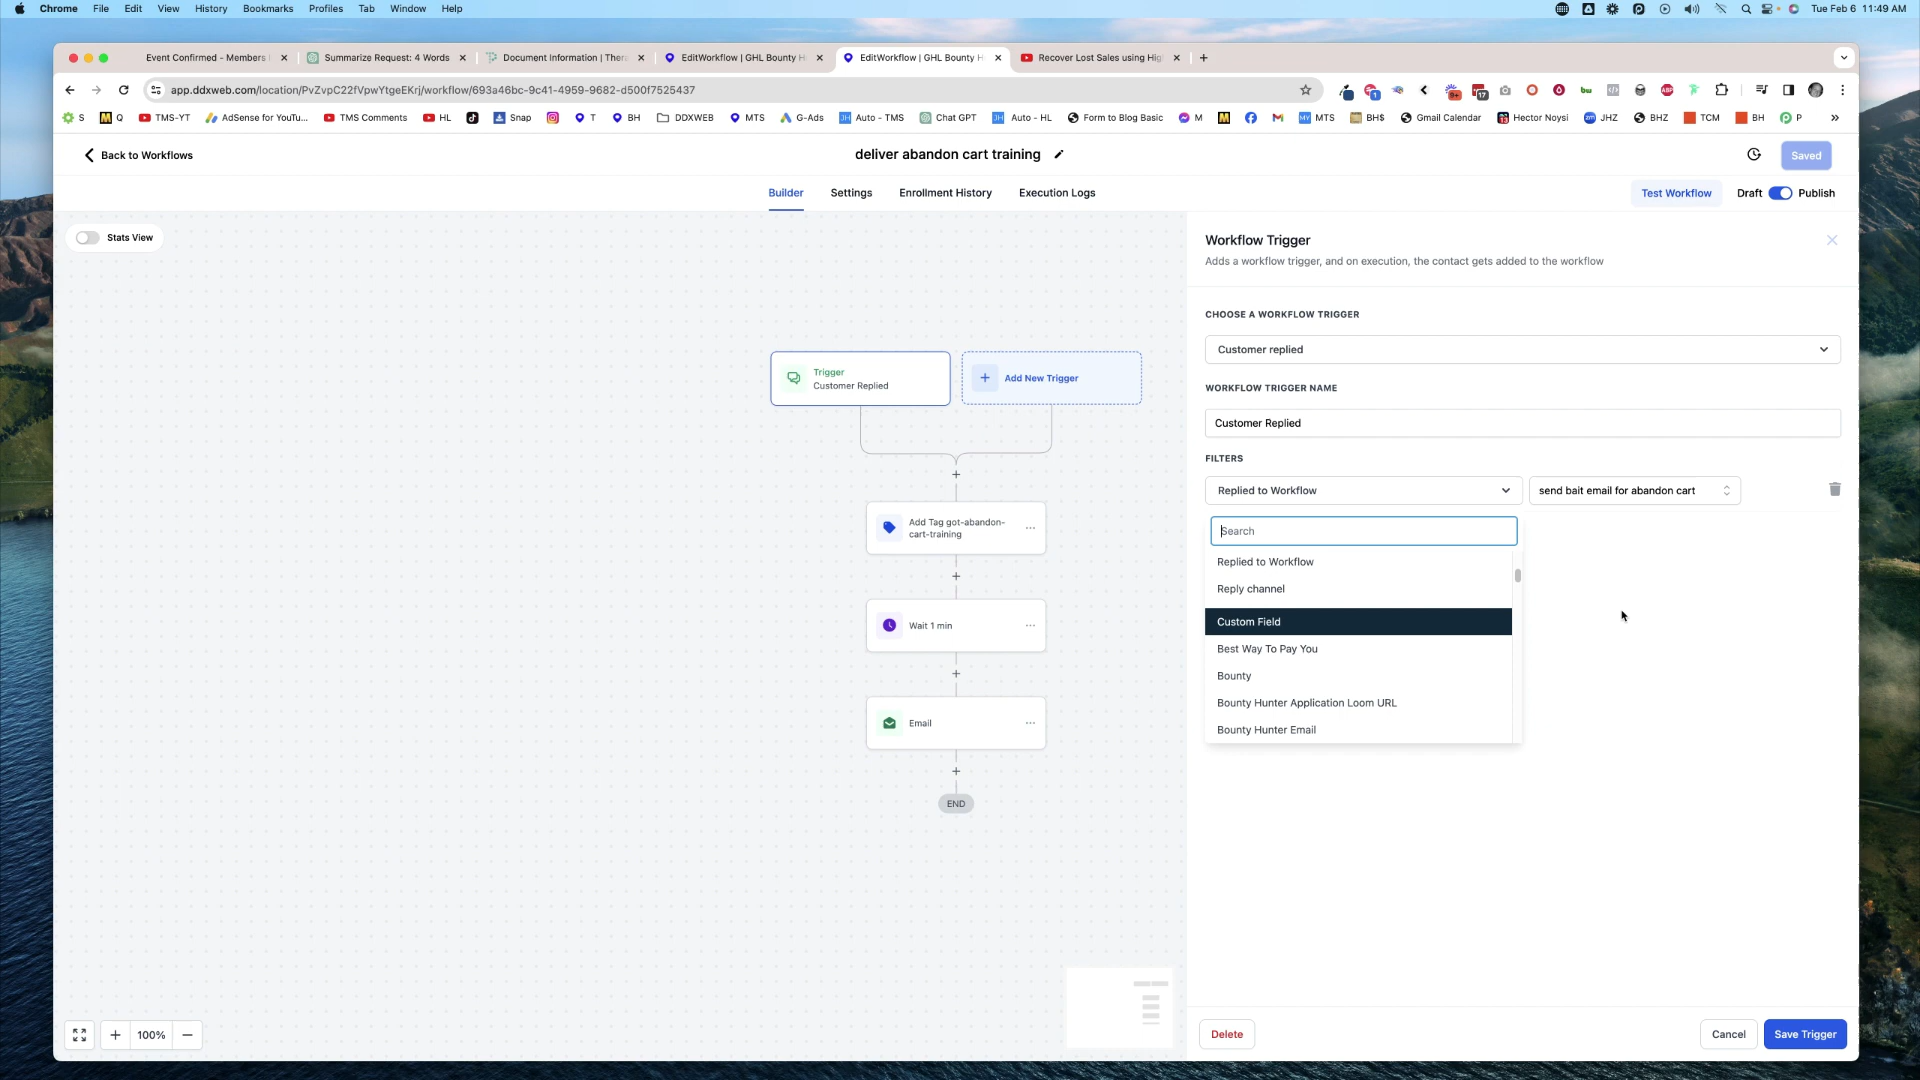 Chrome File Edit View History Bookmarks Profiles Tab Window Help Tue Feb 6 11:49 AM
Event Confirmed - Members Summarize Request: 4 Words Document Information | Thera EditWorkflow | GHL Bounty H EditWorkflow | GHL Bounty H Recover Lost Sales using Hig
app.ddxweb.com/location/PvZvpC22fVpwYtgeEKrj/workflow/693a46bc-9c41-4959-9682-d500f7525437
S Q TMS-YT AdSense for YouTu... TMS Comments HL Snap T BH DDXWEB MTS G-Ads Auto - TMS Chat GPT Auto - HL Form to Blog Basic M MTS BH$ Gmail Calendar Hector Noysi JHZ BHZ TCM BH P
Back to Workflows
deliver abandon cart training
Saved
Builder Settings Enrollment History Execution Logs
Test Workflow Draft Publish
Stats View
Trigger
Customer Replied
Add New Trigger
Add Tag got-abandon-
cart-training
Wait 1 min
Email
END
100%
Workflow Trigger
Adds a workflow trigger, and on execution, the contact gets added to the workflow
CHOOSE A WORKFLOW TRIGGER
Customer replied
WORKFLOW TRIGGER NAME
Customer Replied
FILTERS
Replied to Workflow send bait email for abandon cart
Search
Replied to Workflow
Reply channel
Custom Field
Best Way To Pay You
Bounty
Bounty Hunter Application Loom URL
Bounty Hunter Email
Delete Cancel Save Trigger